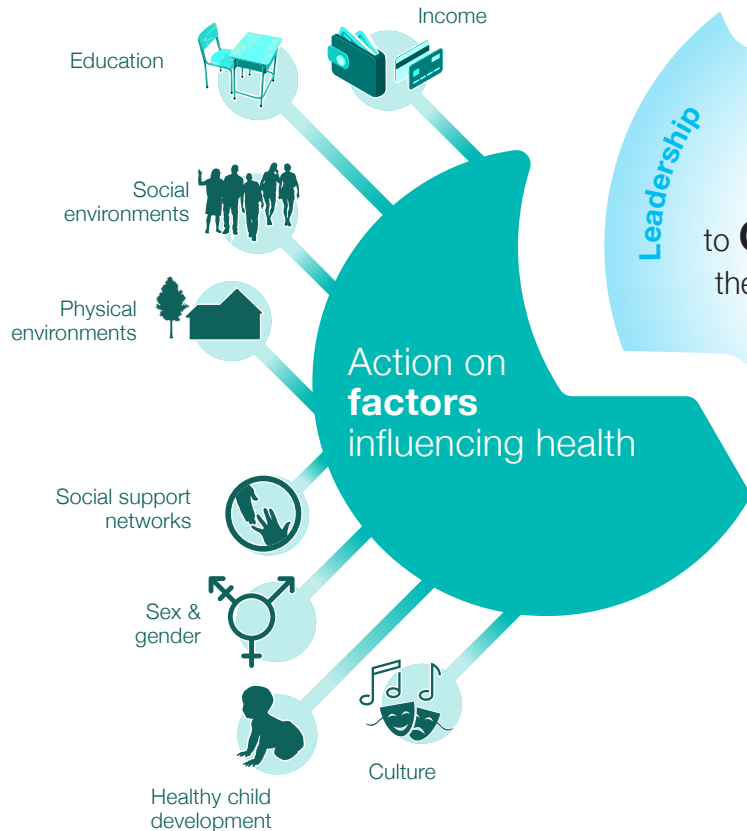 Income
Education
Leadership
Social
environments
to
the
Physical
environments
Action on
factors
influencing health
Social support
networks
Sex &
gender
Culture
Healthy child
development